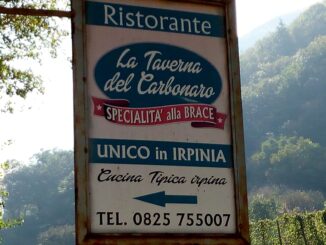 Ristorante
La Taverna
del Carbonaro
SPECIALITA' alla BRACE
UNICO in IRPINIA
Cucina Tipica irpina
TEL. 0825 755007